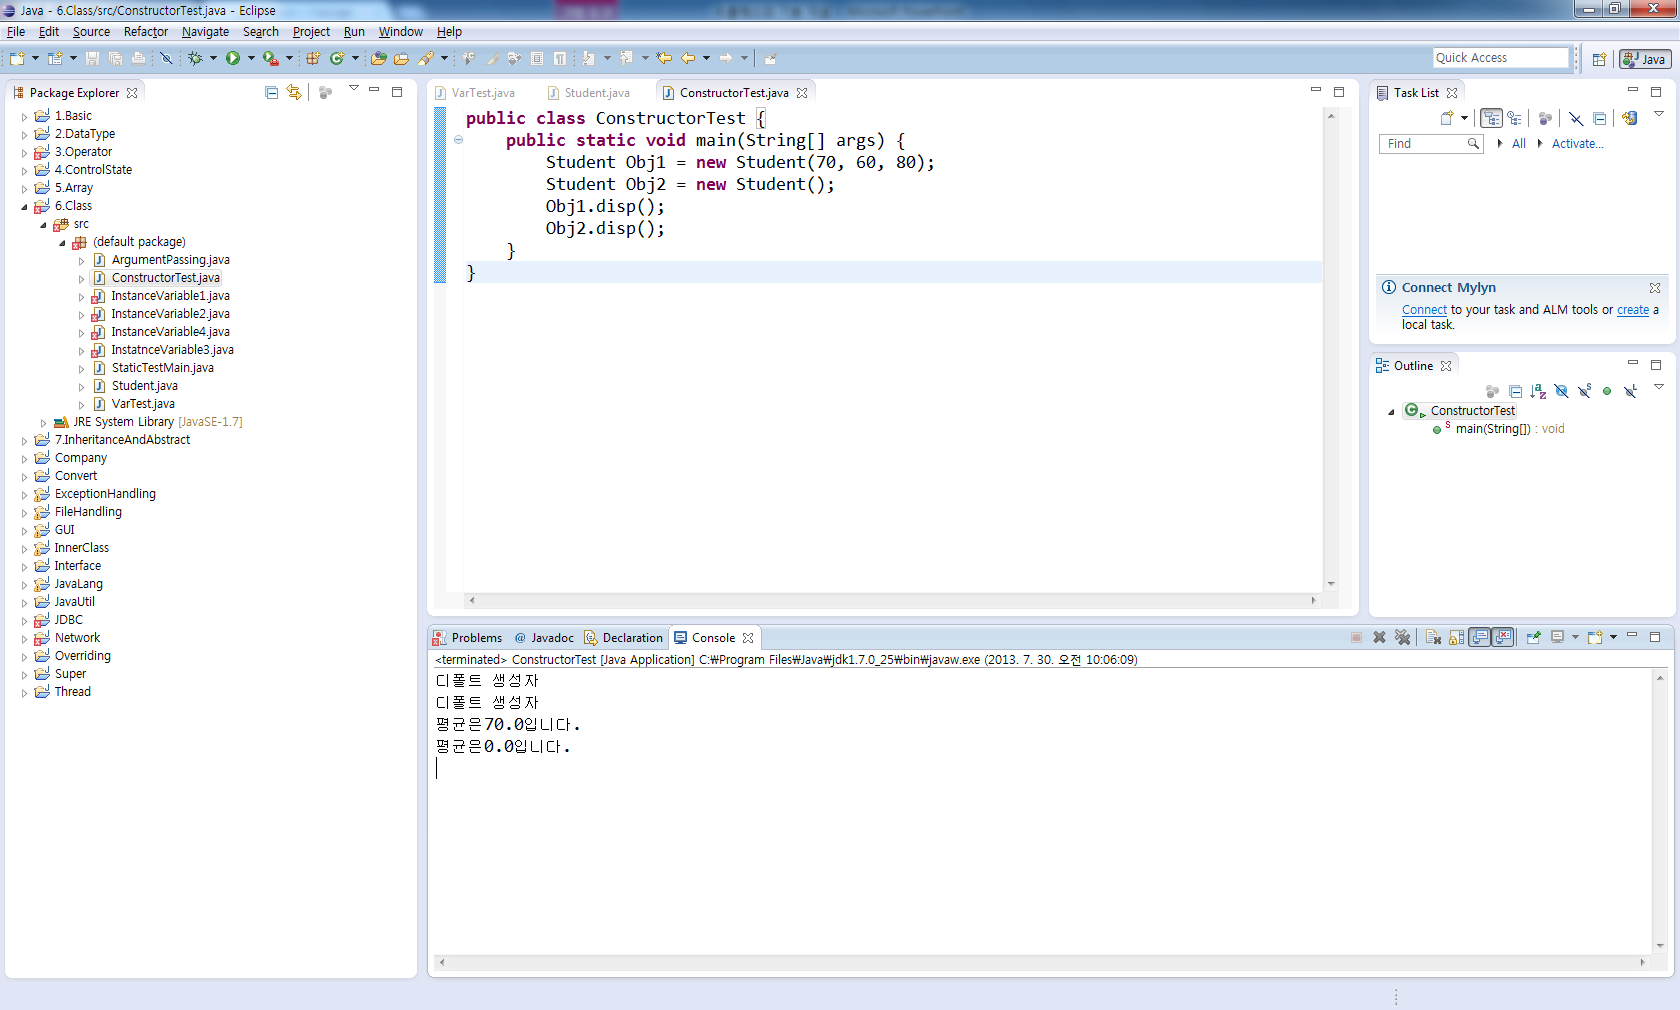 Java - 6.Class/src/ConstructorTest.java - Eclipse
File Edit Source Refactor Navigate Search Project Run Window Help
Quick Access
Java
Package Explorer
1.Basic
2.DataType
3.Operator
4.ControlState
5.Array
6.Class
src
(default package)
ArgumentPassing.java
ConstructorTest.java
InstanceVariable1.java
InstanceVariable2.java
InstanceVariable4.java
InstatnceVariable3.java
StaticTestMain.java
Student.java
VarTest.java
JRE System Library [JavaSE-1.7]
7.InheritanceAndAbstract
Company
Convert
ExceptionHandling
FileHandling
GUI
InnerClass
Interface
JavaLang
JavaUtil
JDBC
Network
Overriding
Super
Thread
VarTest.java Student.java ConstructorTest.java
public class ConstructorTest {
public static void main(String[] args) {
Student Obj1 = new Student(70, 60, 80);
Student Obj2 = new Student();
Obj1.disp();
Obj2.disp();
}
}
Task List
Find All Activate...
Connect Mylyn
Connect to your task and ALM tools or create a
local task.
Outline
ConstructorTest
main(String[]) : void
Problems @ Javadoc Declaration Console
<terminated> ConstructorTest [Java Application] C:₩Program Files₩Java₩jdk1.7.0_25₩bin₩javaw.exe (2013. 7. 30. 오전 10:06:09)
디폴트 생성자
디폴트 생성자
평균은70.0입니다.
평균은0.0입니다.